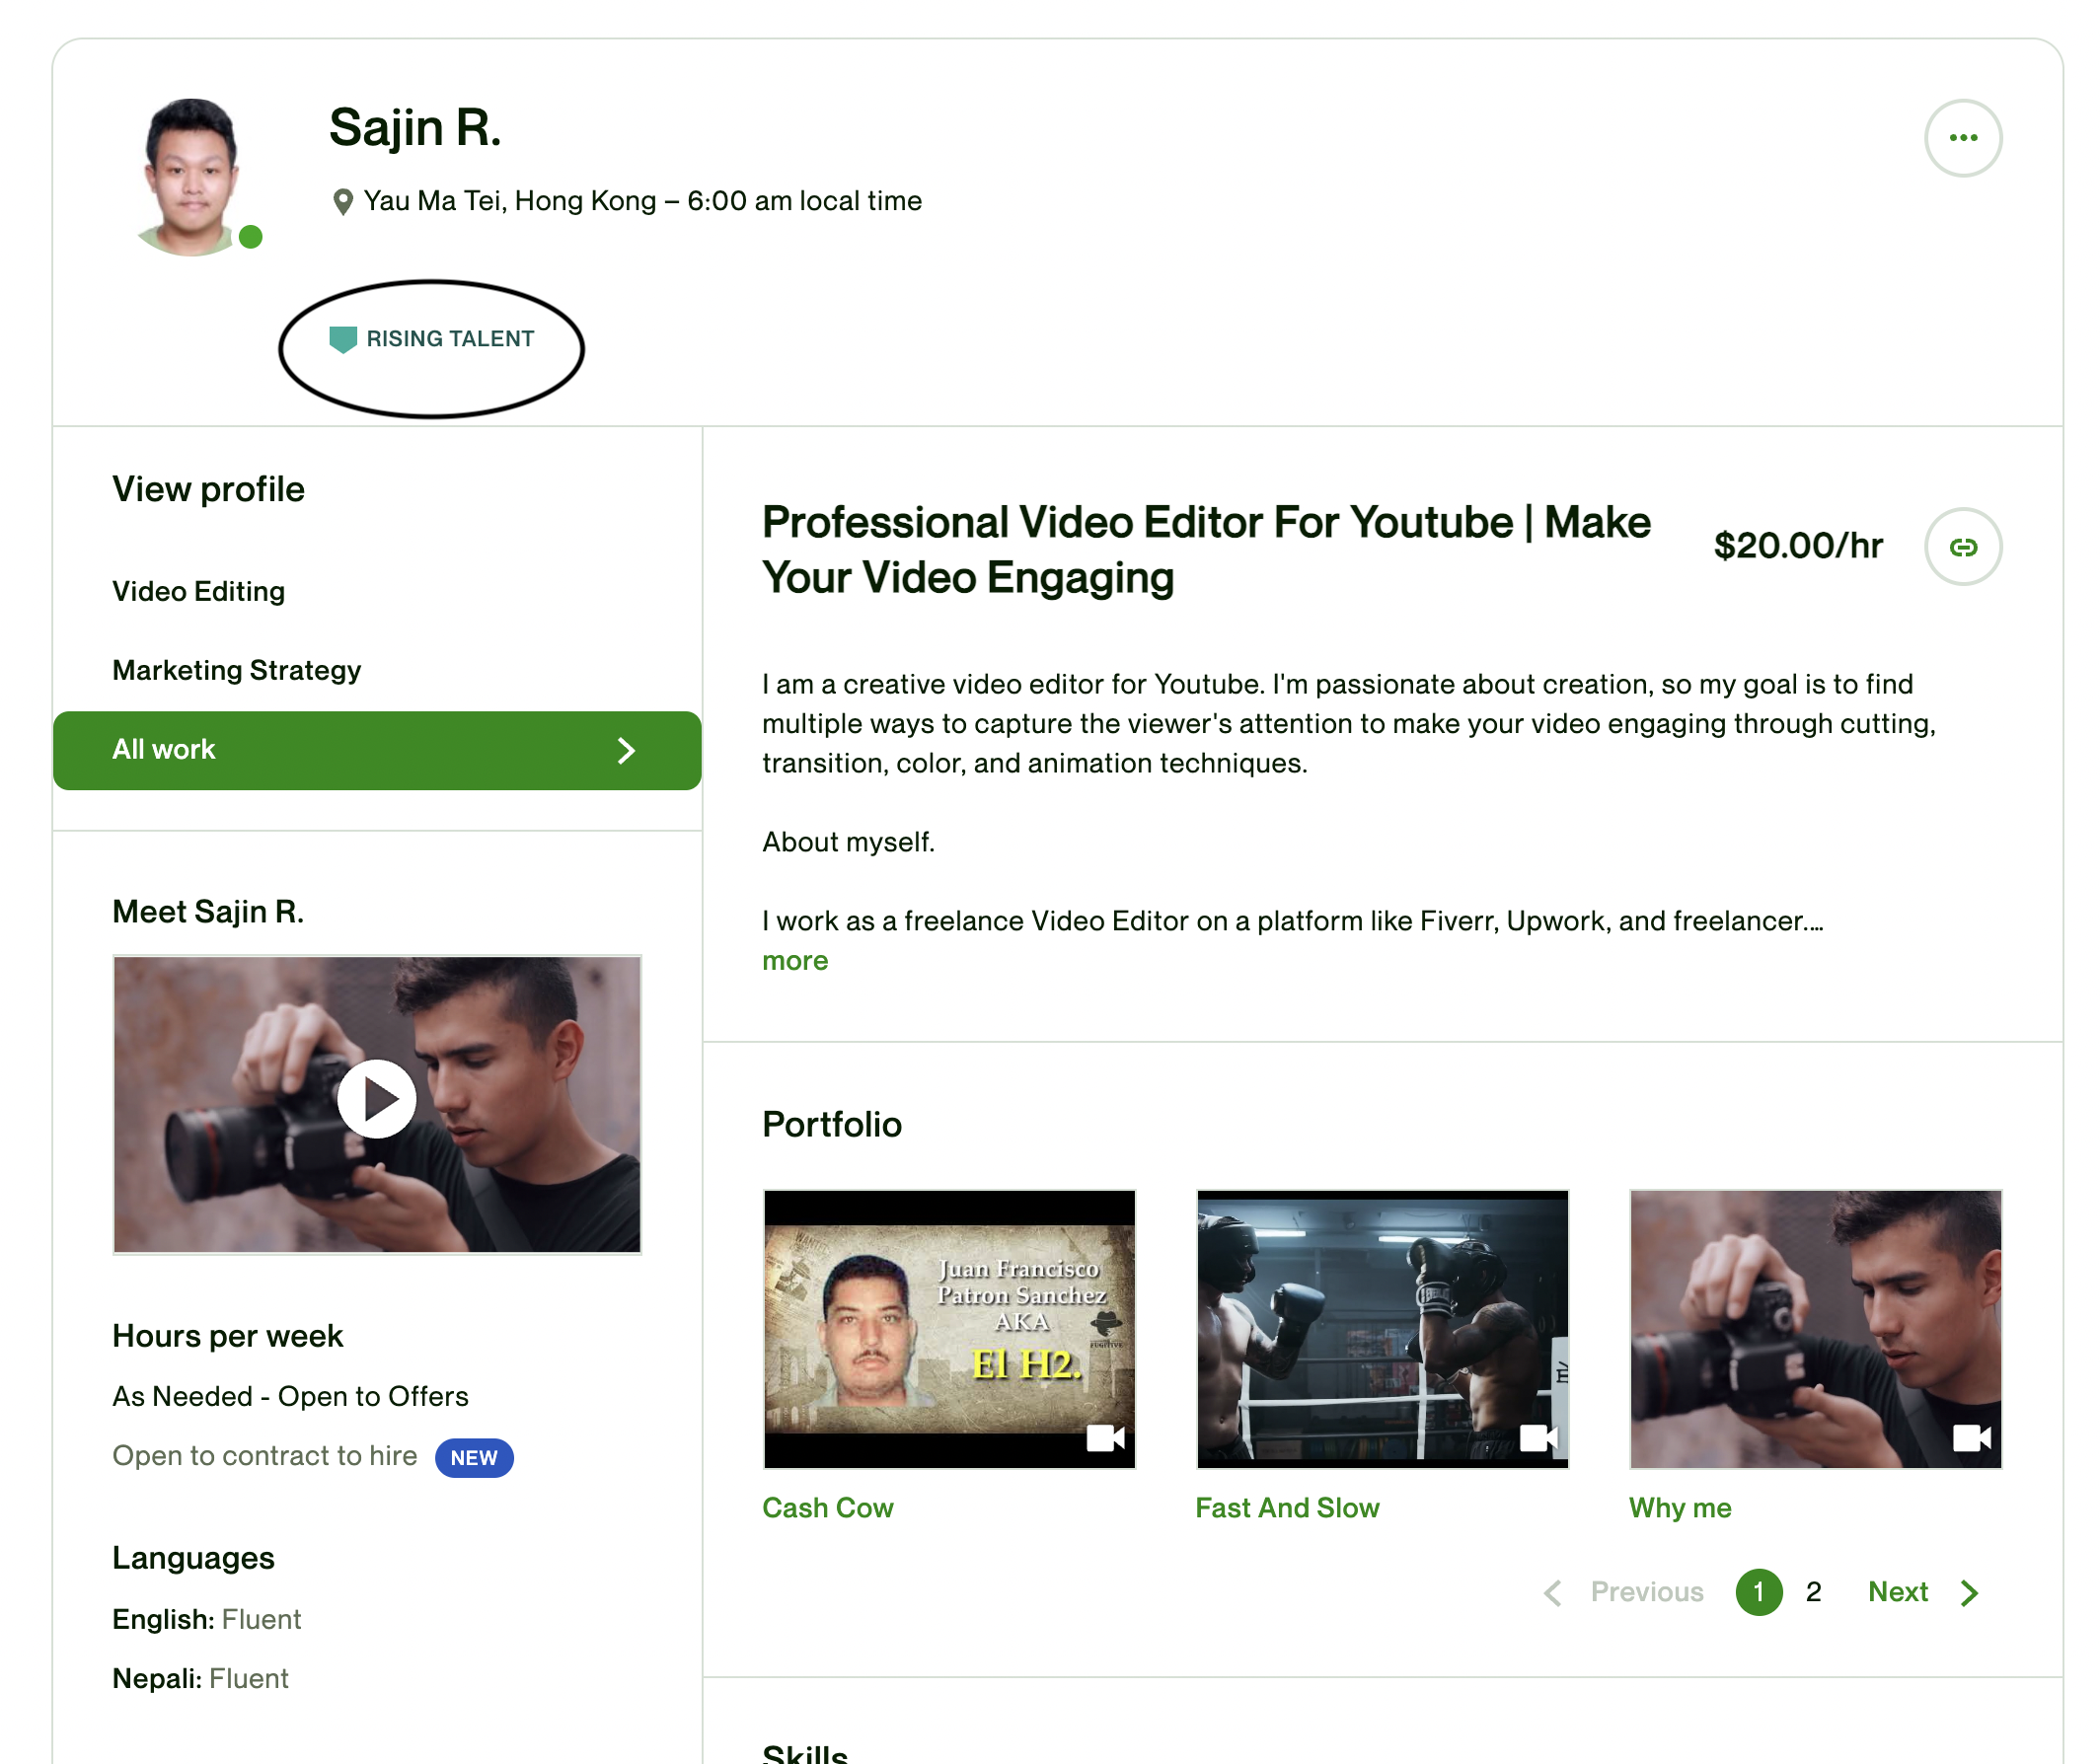 Sajin R.
Yau Ma Tei, Hong Kong – 6:00 am local time
RISING TALENT
View profile
Video Editing
Marketing Strategy
All work
Meet Sajin R.
Hours per week
As Needed - Open to Offers
Open to contract to hire NEW
Languages
English: Fluent
Nepali: Fluent
Professional Video Editor For Youtube | Make
Your Video Engaging
$20.00/hr
I am a creative video editor for Youtube. I'm passionate about creation, so my goal is to find
multiple ways to capture the viewer's attention to make your video engaging through cutting,
transition, color, and animation techniques.
About myself.
I work as a freelance Video Editor on a platform like Fiverr, Upwork, and freelancer....
more
Portfolio
Juan Francisco
Patron Sanchez
AKA
El H2.
FUGITIVE
Cash Cow
Fast And Slow
Why me
Previous 1 2 Next
Skills